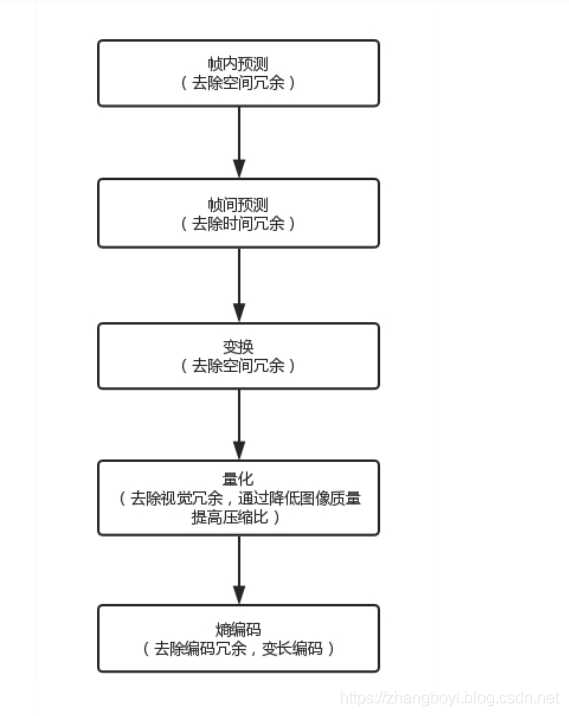 帧内预测
（去除空间冗余）
帧间预测
（去除时间冗余）
变换
（去除空间冗余）
量化
（去除视觉冗余，通过降低图像质量
提高压缩比）
熵编码
（去除编码冗余，变长编码）
https://zhangboyi.blog.csdn.net